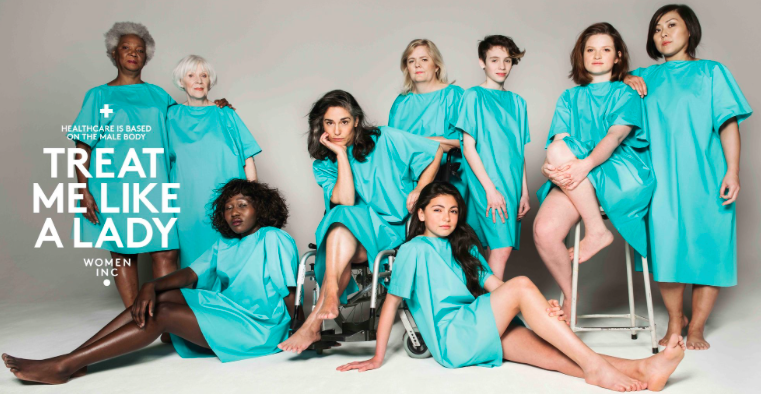 HEALTHCARE IS BASED
ON THE MALE BODY
TREAT
ME LIKE
A LADY
WOMEN
INC